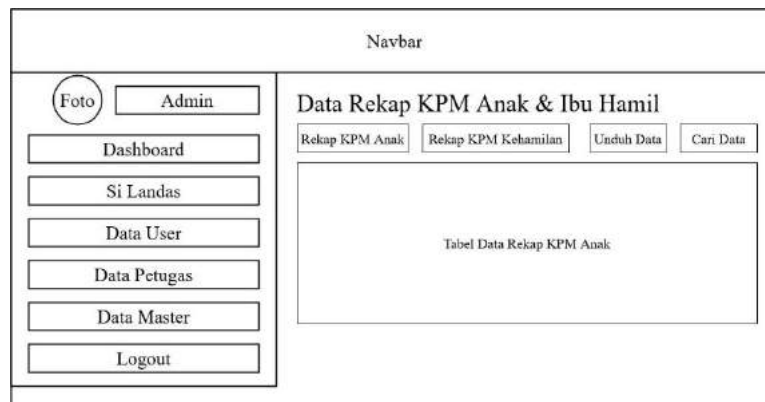 Navbar
Foto
Admin
Dashboard
Si Landas
Data User
Data Petugas
Data Master
Logout
Data Rekap KPM Anak & Ibu Hamil
Rekap KPM Anak
Rekap KPM Kehamilan
Unduh Data
Cari Data
Tabel Data Rekap KPM Anak